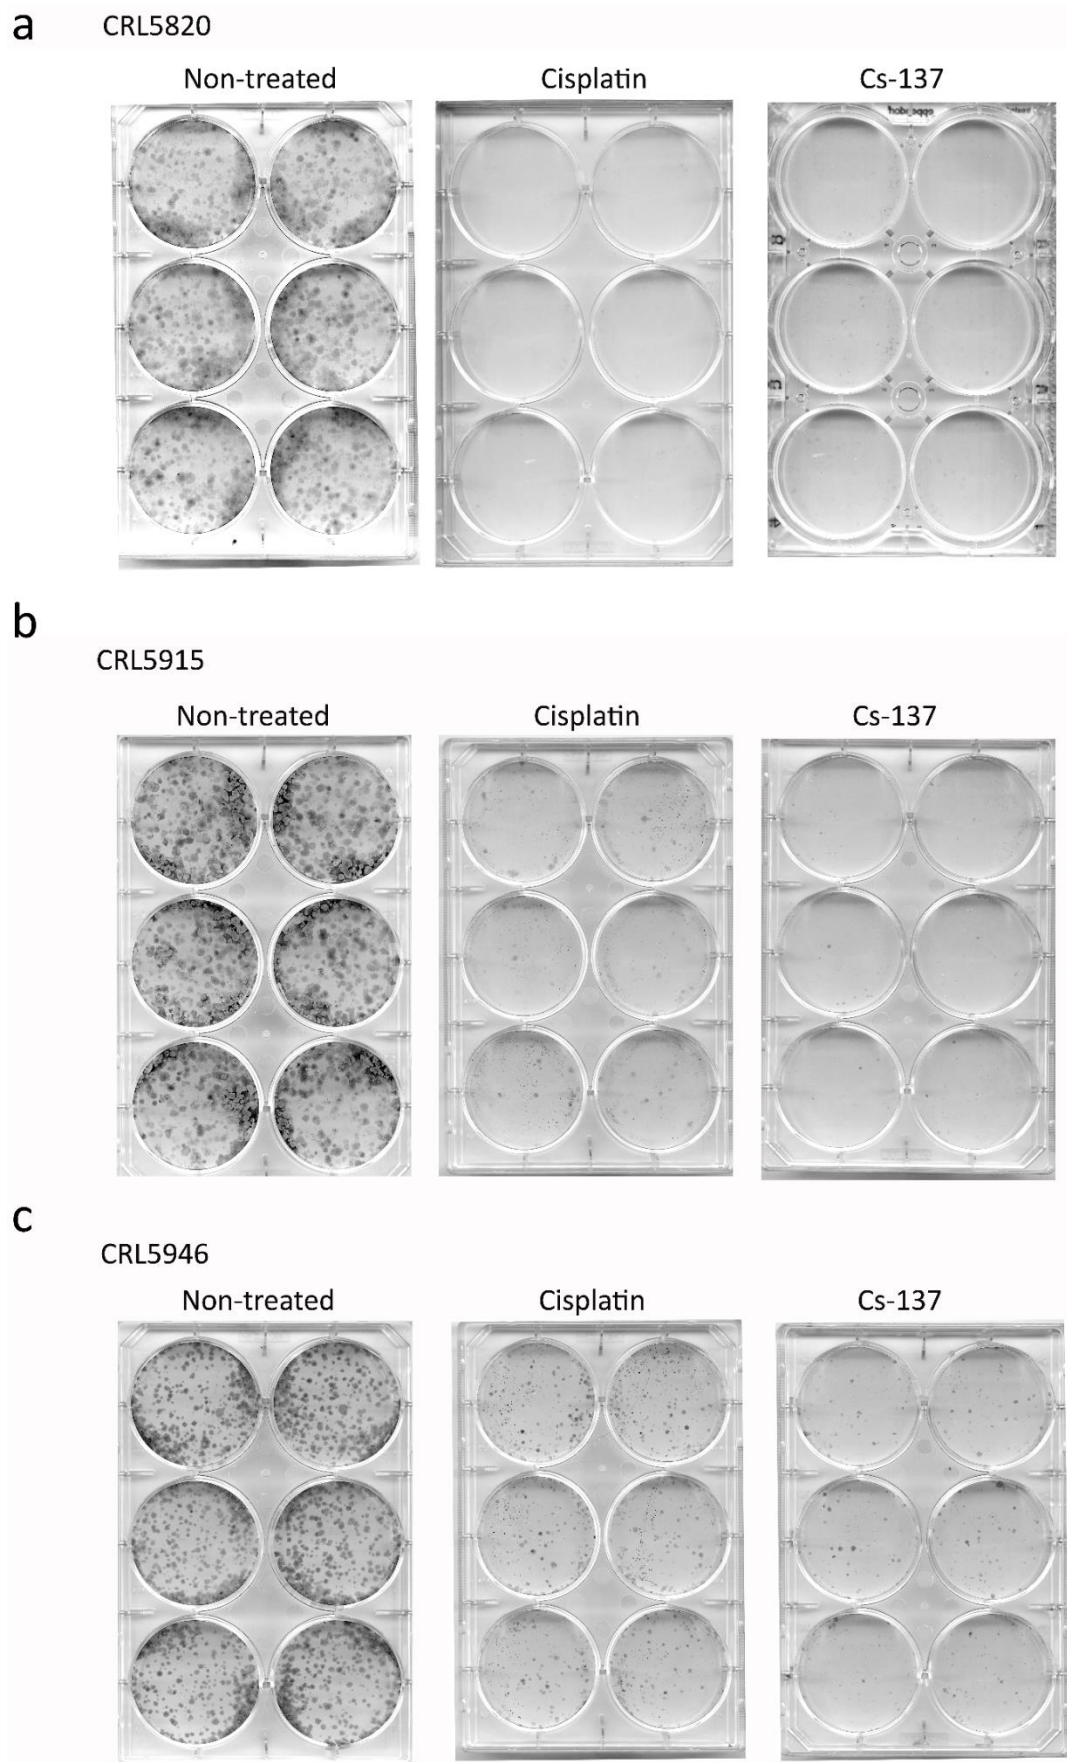 a
CRL5820
Non-treated Cisplatin Cs-137
b
CRL5915
Non-treated Cisplatin Cs-137
c
CRL5946
Non-treated Cisplatin Cs-137